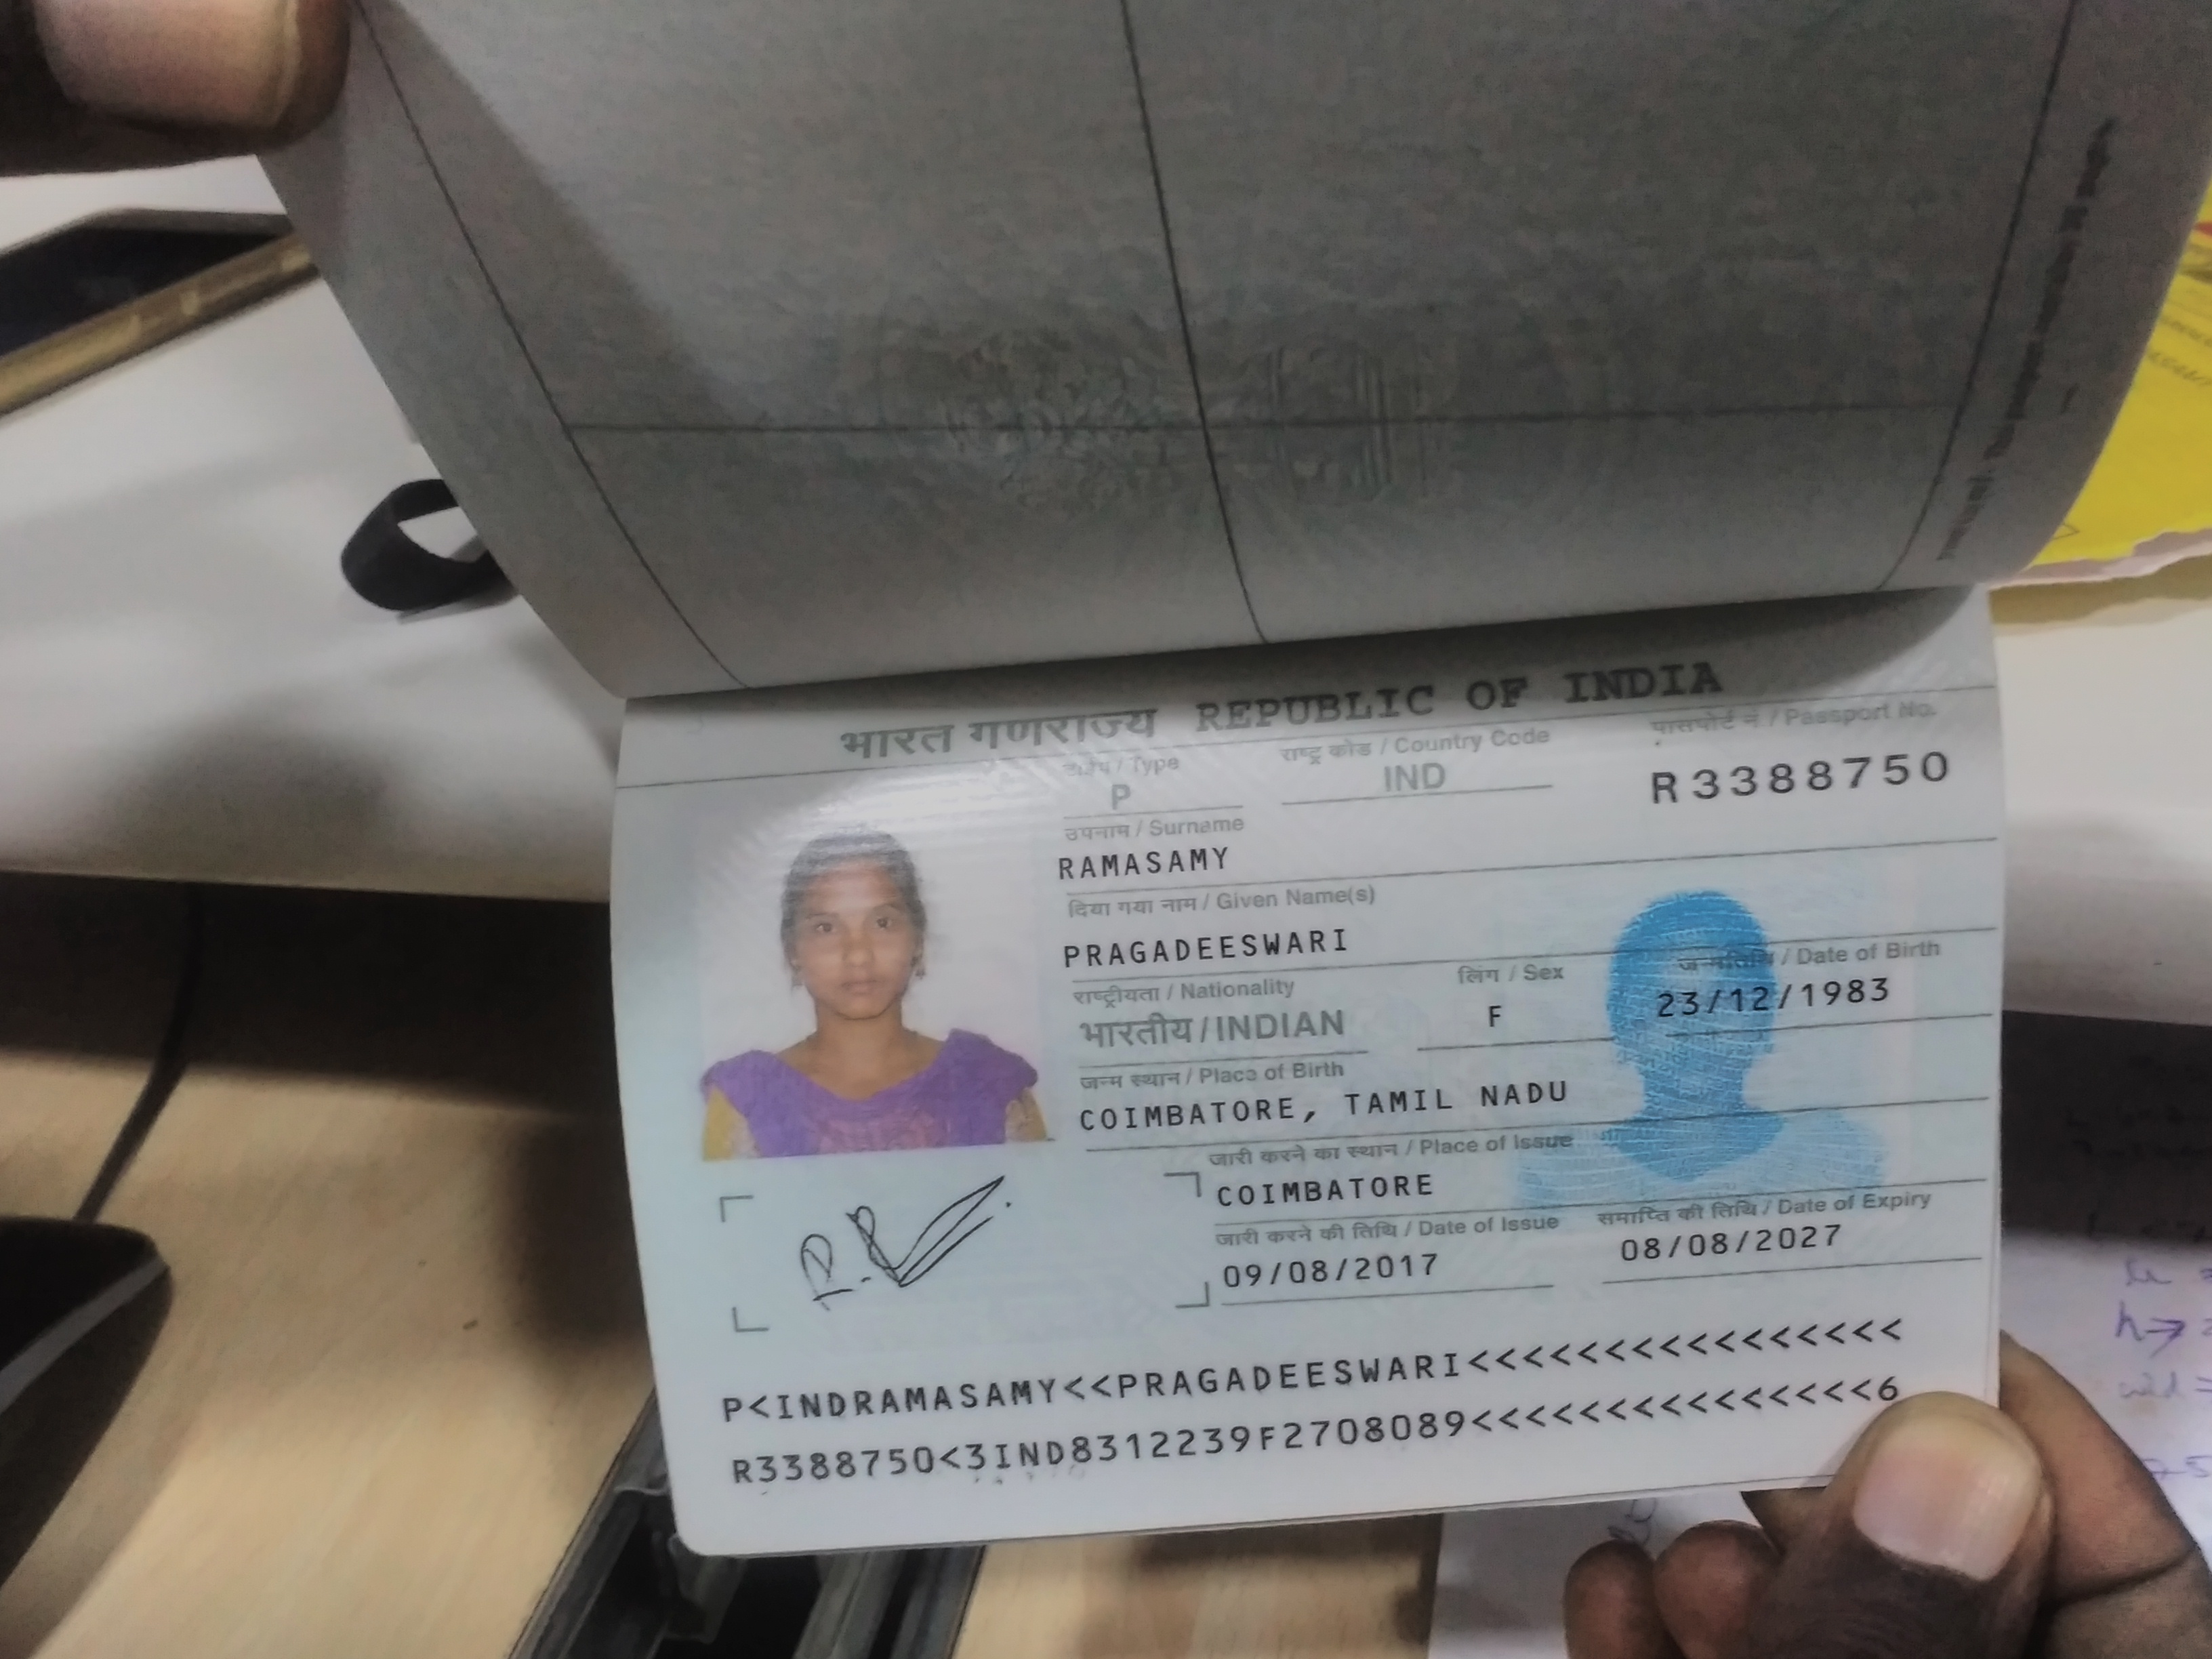 भारत गणराज्य REPUBLIC OF INDIA
टाईप / Type
राष्ट्र कोड / Country Code
पासपोर्ट नं / Passport No.
P
IND
R3388750
उपनाम / Surname
RAMASAMY
दिया गया नाम / Given Name(s)
PRAGADEESWARI
राष्ट्रीयता / Nationality
लिंग / Sex
जन्मतिथि / Date of Birth
भारतीय / INDIAN
F
23/12/1983
जन्म स्थान / Place of Birth
COIMBATORE, TAMIL NADU
जारी करने का स्थान / Place of Issue
COIMBATORE
जारी करने की तिथि / Date of Issue
समाप्ति की तिथि / Date of Expiry
09/08/2017
08/08/2027
P<INDRAMASAMY<<PRAGADEESWARI<<<<<<<<<<<<<<<<
R3388750<3IND8312239F2708089<<<<<<<<<<<<<<<6